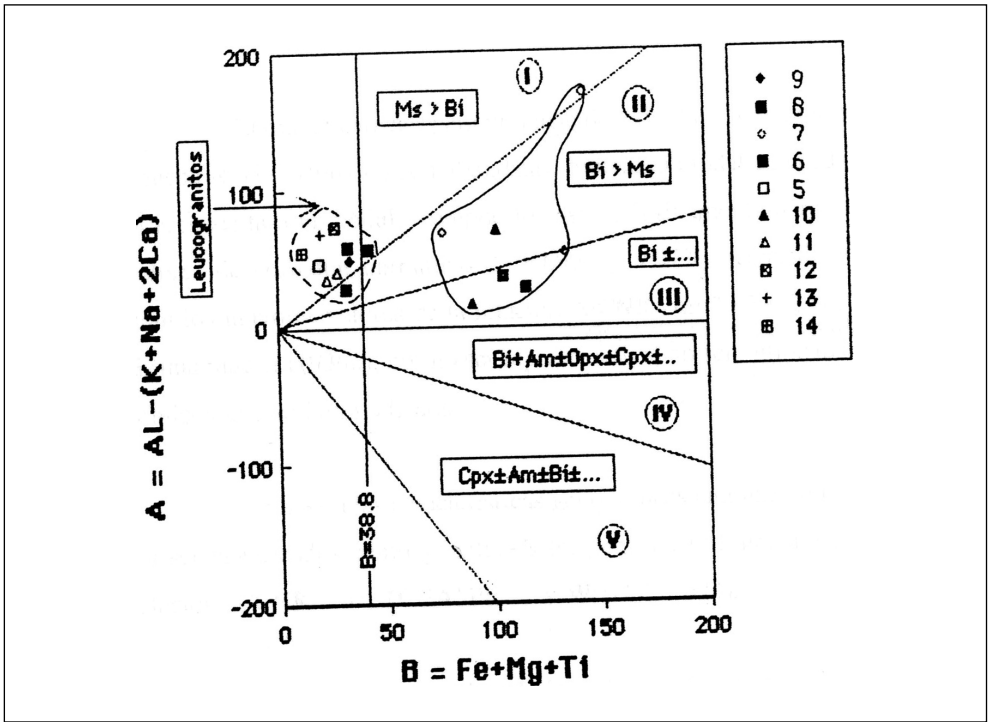 200
100
0
-100
-200
0
50
100
150
200
A = AL-(K+Na+2Ca)
B = Fe+Mg+Ti
Leucogranitos
B=38.8
I
Ms > Bi
II
Bi > Ms
Bi ±...
III
Bi+Am±Opx±Cpx±..
IV
Cpx±Am±Bi±...
V
9
8
7
6
5
10
11
12
13
14